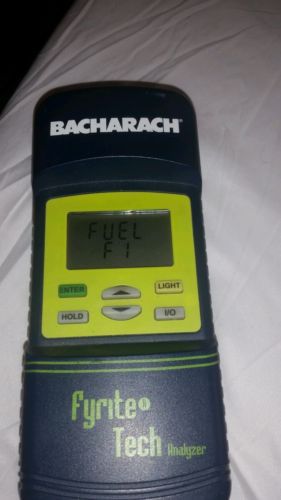 BACHARACH®
FUEL
F1
ENTER
LIGHT
HOLD
I/O
Fyrite®
Tech Analyzer